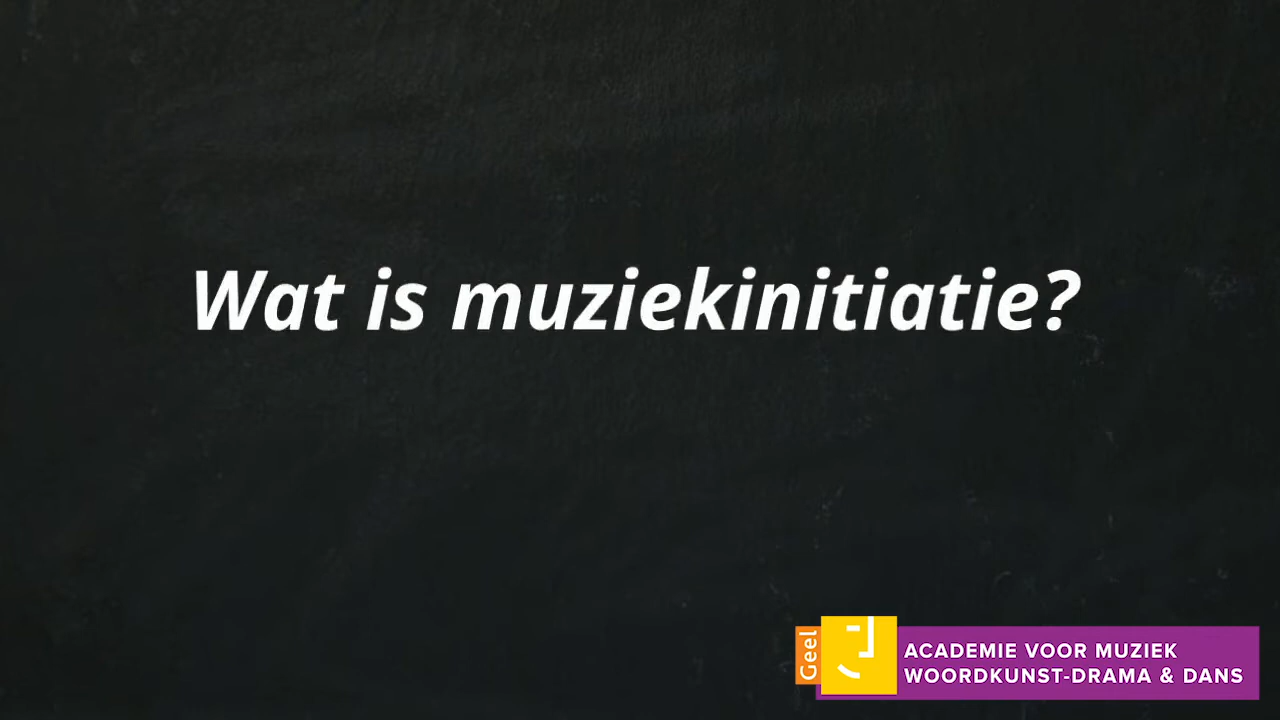 Wat is muziekinitiatie?
Geel
ACADEMIE VOOR MUZIEK
WOORDKUNST-DRAMA & DANS